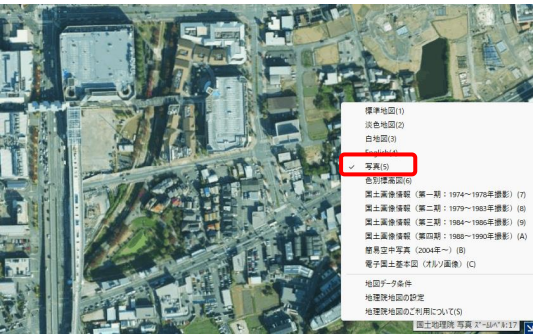 標準地図(1)
淡色地図(2)
白地図(3)
English(4)
✓ 写真(5)
色別標高図(6)
国土画像情報（第一期：1974～1978年撮影）(7)
国土画像情報（第二期：1979～1983年撮影）(8)
国土画像情報（第三期：1984～1986年撮影）(9)
国土画像情報（第四期：1988～1990年撮影）(A)
簡易空中写真（2004年～）(B)
電子国土基本図（オルソ画像）(C)
地図データ条件
地理院地図の設定
地理院地図のご利用について(S)
国土地理院 写真 ズームレベル:17